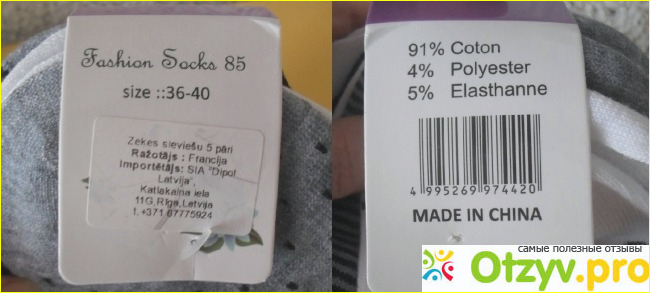 Fashion Socks 85
size ::36-40
Zeķes sieviešu 5 pāri
Ražotājs : Francija
Importētājs: SIA "Dipol
Latvija",
Katlakalna iela
11G,Rīga,Latvija
t.+371 67775924
91% Coton
4% Polyester
5% Elasthanne
4 995269 974420
MADE IN CHINA
самые полезные отзывы
Otzyv.pro